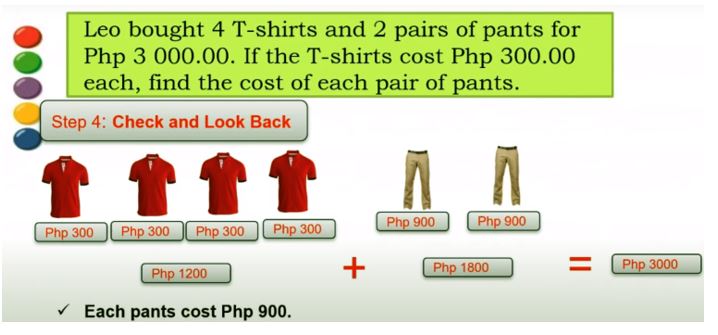 Leo bought 4 T-shirts and 2 pairs of pants for
Php 3 000.00. If the T-shirts cost Php 300.00
each, find the cost of each pair of pants.
Step 4: Check and Look Back
Php 300 Php 300 Php 300 Php 300 Php 900 Php 900
Php 1200 + Php 1800 = Php 3000
✓ Each pants cost Php 900.